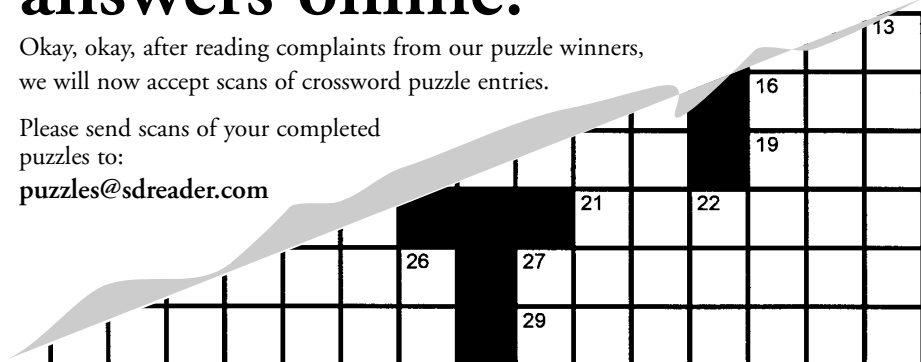 answers online.
Okay, okay, after reading complaints from our puzzle winners,
we will now accept scans of crossword puzzle entries.
Please send scans of your completed
puzzles to:
puzzles@sdreader.com
13
16
19
21 22
26 27
29